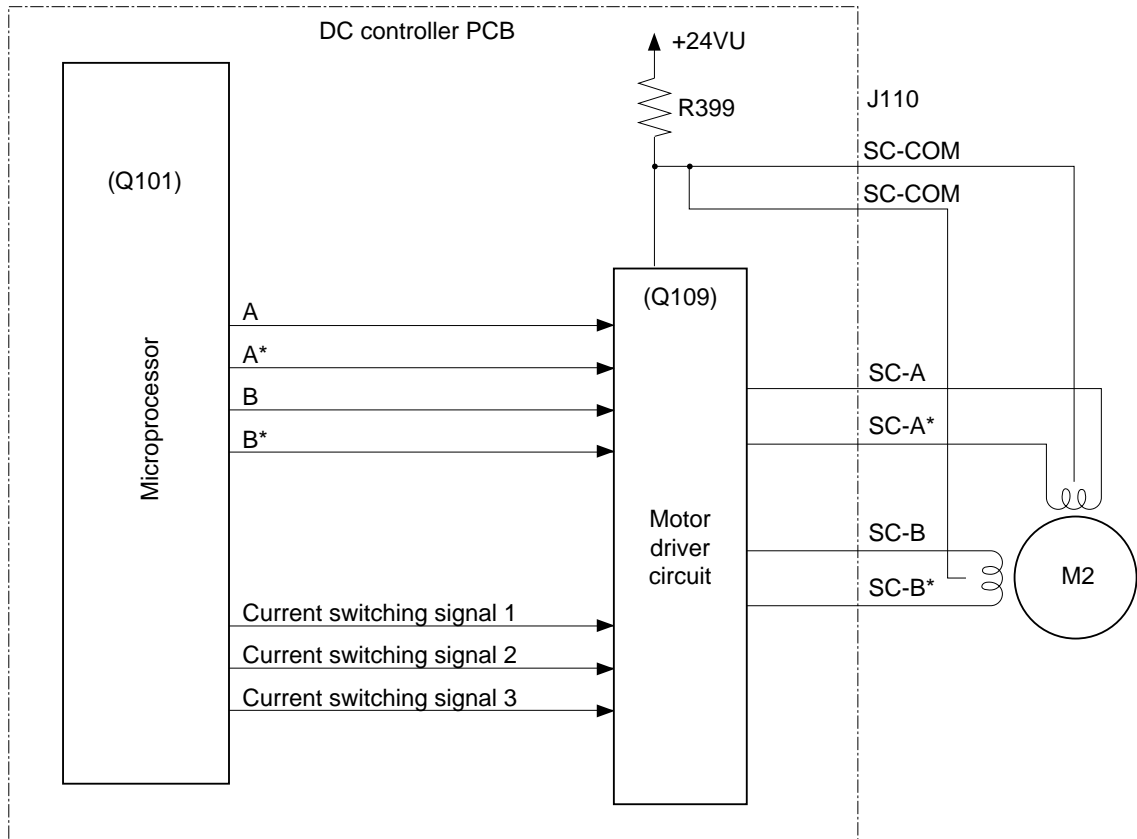 DC controller PCB
+24VU
R399
J110
SC-COM
(Q101)
SC-COM
(Q109)
A
A*
B
B*
SC-A
SC-A*
Microprocessor
Motor
driver
circuit
SC-B
SC-B*
M2
Current switching signal 1
Current switching signal 2
Current switching signal 3